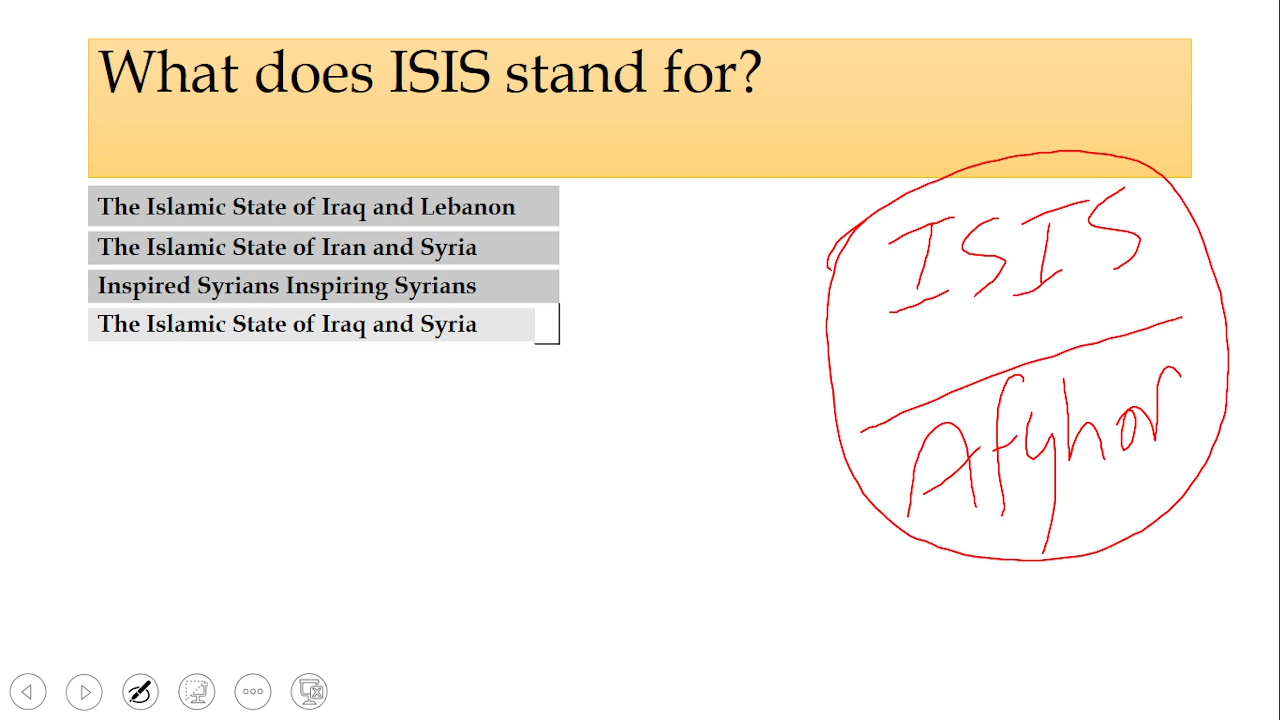 What does ISIS stand for?
The Islamic State of Iraq and Lebanon
The Islamic State of Iran and Syria
Inspired Syrians Inspiring Syrians
The Islamic State of Iraq and Syria
ISIS